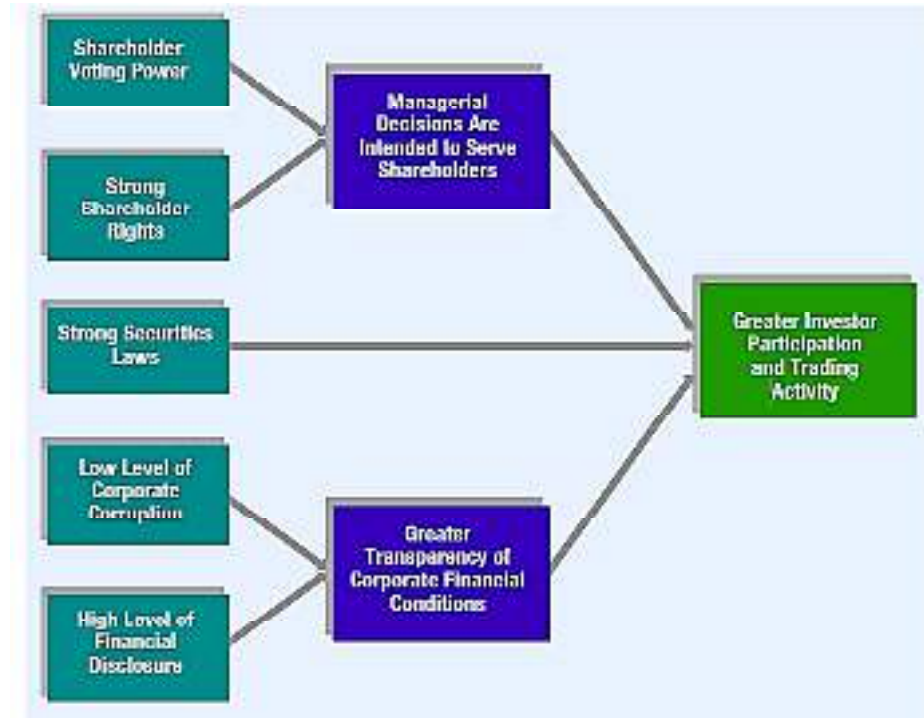 Shareholder
Voting Power
Managerial
Decisions Are
Intended to Serve
Shareholders
Strong
Shareholder
Rights
Strong Securities
Laws
Greater Investor
Participation
and Trading
Activity
Low Level of
Corporate
Corruption
Greater
Transparency of
Corporate Financial
Conditions
High Level of
Financial
Disclosure